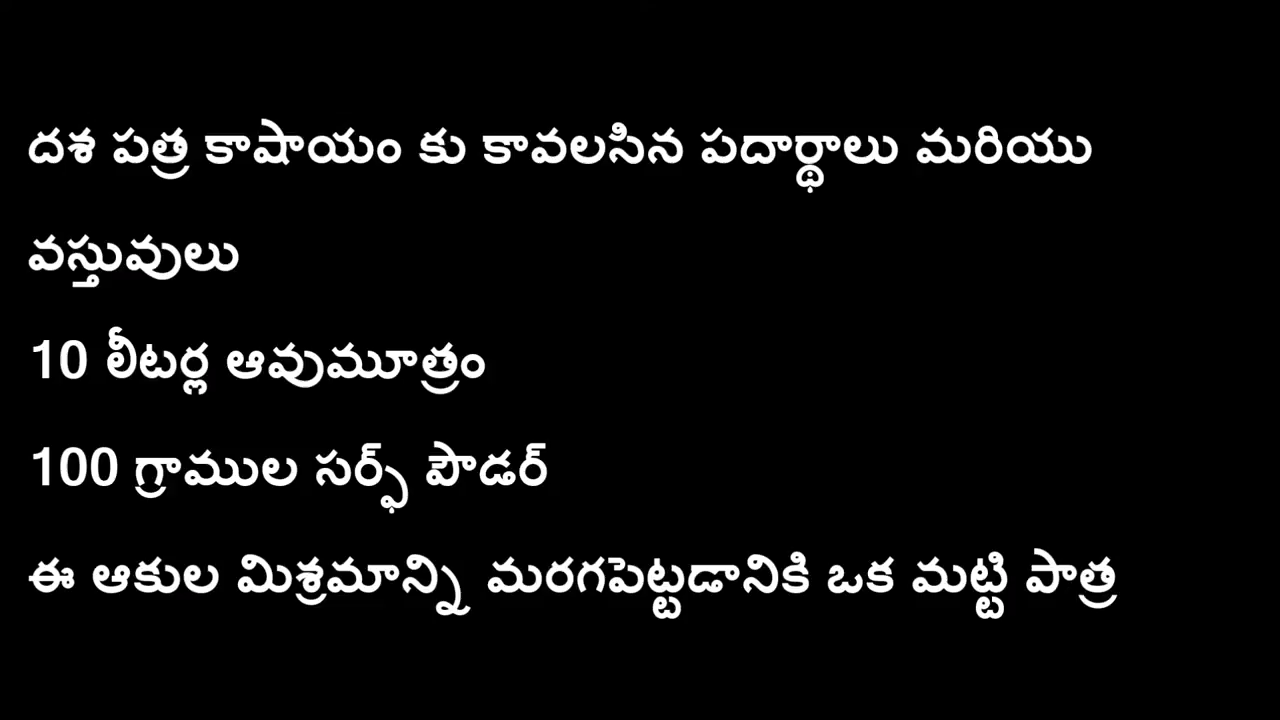 దశ పత్ర కాషాయం కు కావలసిన పదార్థాలు మరియు
వస్తువులు
10 లీటర్ల ఆవుమూత్రం
100 గ్రాముల సర్ఫ్ పౌడర్
ఈ ఆకుల మిశ్రమాన్ని మరగపెట్టడానికి ఒక మట్టి పాత్ర